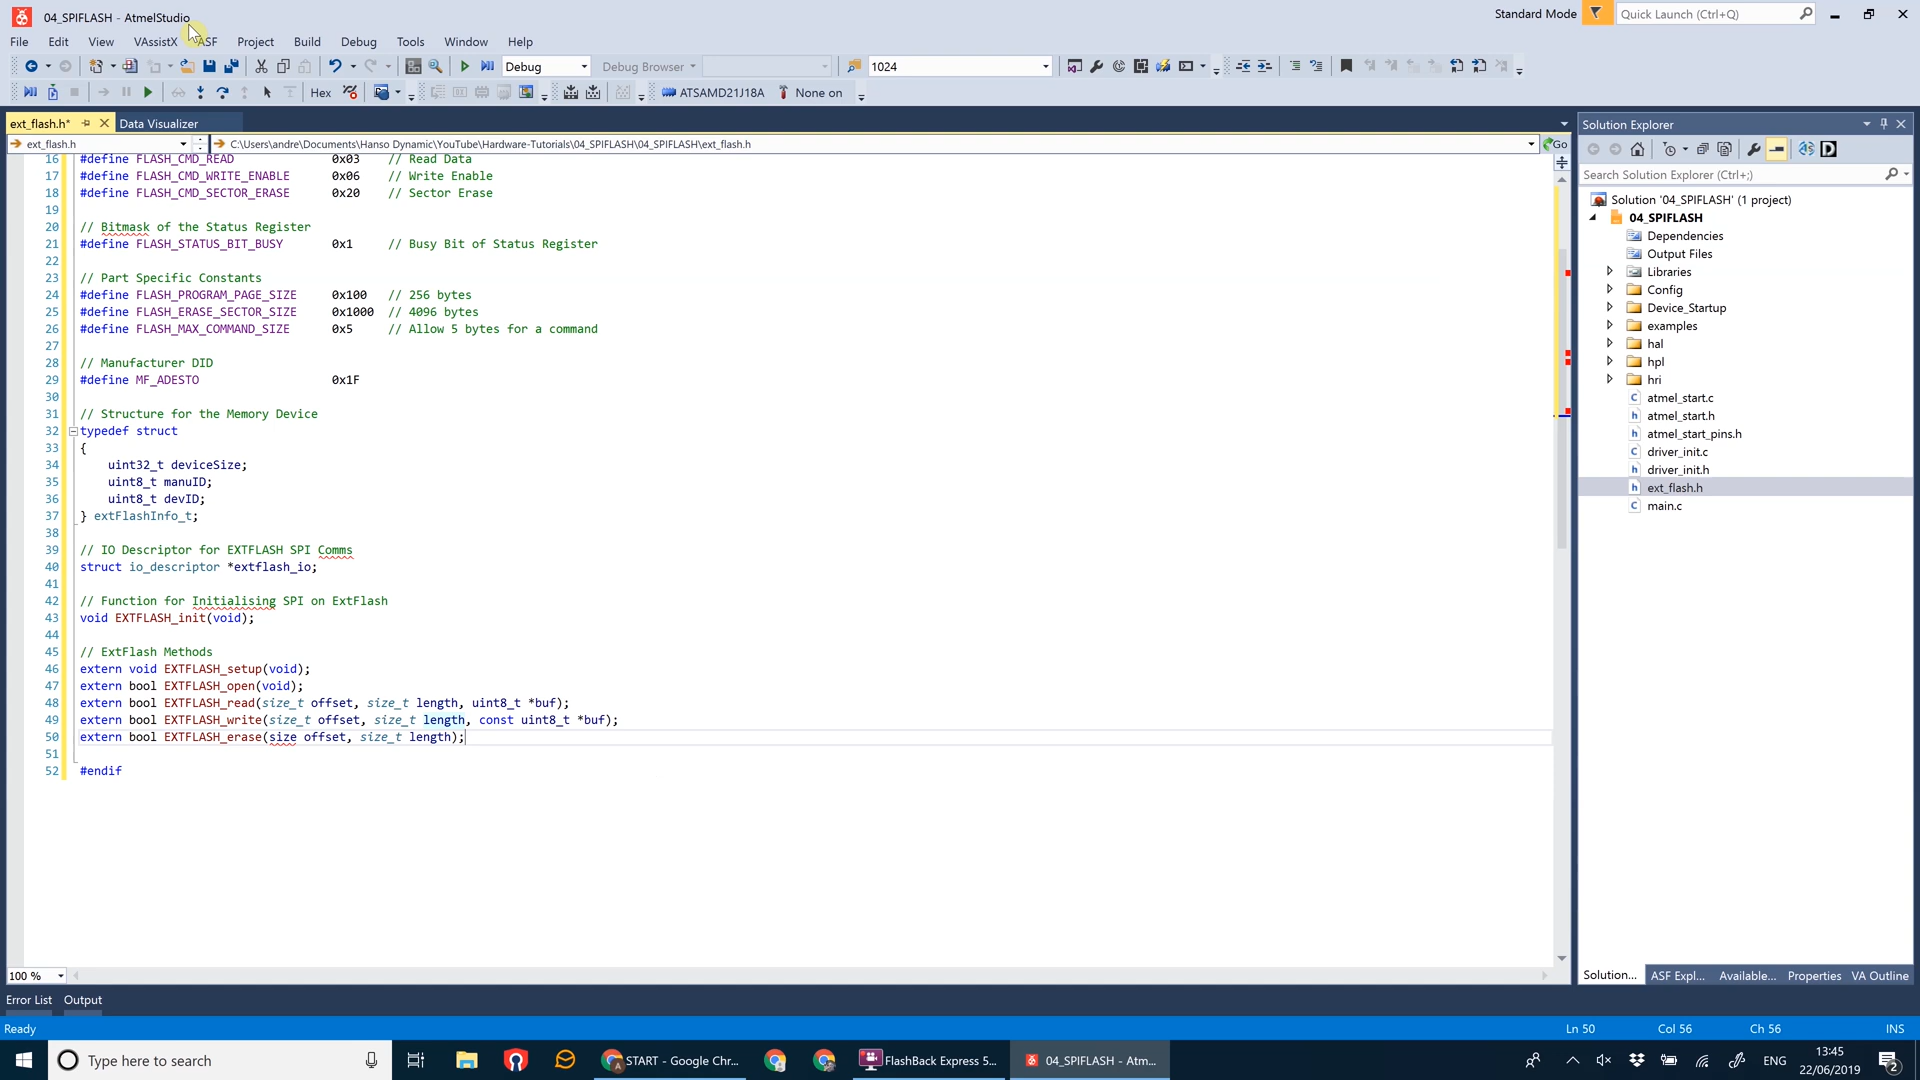 04_SPIFLASH - AtmelStudio
Standard Mode
Quick Launch (Ctrl+Q)
File Edit View VAssistX ASF Project Build Debug Tools Window Help
Debug
Debug Browser
1024
Hex
ATSAMD21J18A
None on
ext_flash.h*
Data Visualizer
ext_flash.h
C:\Users\andre\Documents\Hanso Dynamic\YouTube\Hardware-Tutorials\04_SPIFLASH\04_SPIFLASH\ext_flash.h
Go
16 #define FLASH_CMD_READ 0x03 // Read Data
17 #define FLASH_CMD_WRITE_ENABLE 0x06 // Write Enable
18 #define FLASH_CMD_SECTOR_ERASE 0x20 // Sector Erase
19
20 // Bitmask of the Status Register
21 #define FLASH_STATUS_BIT_BUSY 0x1 // Busy Bit of Status Register
22
23 // Part Specific Constants
24 #define FLASH_PROGRAM_PAGE_SIZE 0x100 // 256 bytes
25 #define FLASH_ERASE_SECTOR_SIZE 0x1000 // 4096 bytes
26 #define FLASH_MAX_COMMAND_SIZE 0x5 // Allow 5 bytes for a command
27
28 // Manufacturer DID
29 #define MF_ADESTO 0x1F
30
31 // Structure for the Memory Device
32 typedef struct
33 {
34 uint32_t deviceSize;
35 uint8_t manuID;
36 uint8_t devID;
37 } extFlashInfo_t;
38
39 // IO Descriptor for EXTFLASH SPI Comms
40 struct io_descriptor *extflash_io;
41
42 // Function for Initialising SPI on ExtFlash
43 void EXTFLASH_init(void);
44
45 // ExtFlash Methods
46 extern void EXTFLASH_setup(void);
47 extern bool EXTFLASH_open(void);
48 extern bool EXTFLASH_read(size_t offset, size_t length, uint8_t *buf);
49 extern bool EXTFLASH_write(size_t offset, size_t length, const uint8_t *buf);
50 extern bool EXTFLASH_erase(size offset, size_t length);
51
52 #endif
100 %
Solution Explorer
Search Solution Explorer (Ctrl+;)
Solution '04_SPIFLASH' (1 project)
04_SPIFLASH
Dependencies
Output Files
Libraries
Config
Device_Startup
examples
hal
hpl
hri
atmel_start.c
atmel_start.h
atmel_start_pins.h
driver_init.c
driver_init.h
ext_flash.h
main.c
Solution... ASF Expl... Available... Properties VA Outline
Error List Output
Ready
Ln 50 Col 56 Ch 56 INS
Type here to search
START - Google Chr...
FlashBack Express 5...
04_SPIFLASH - Atm...
ENG
13:45
22/06/2019
2